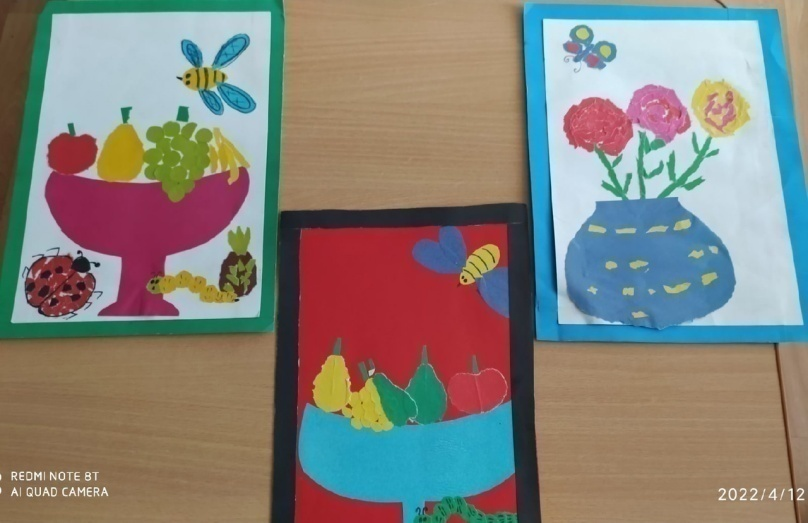 REDMI NOTE 8T
AI QUAD CAMERA
2022/4/12